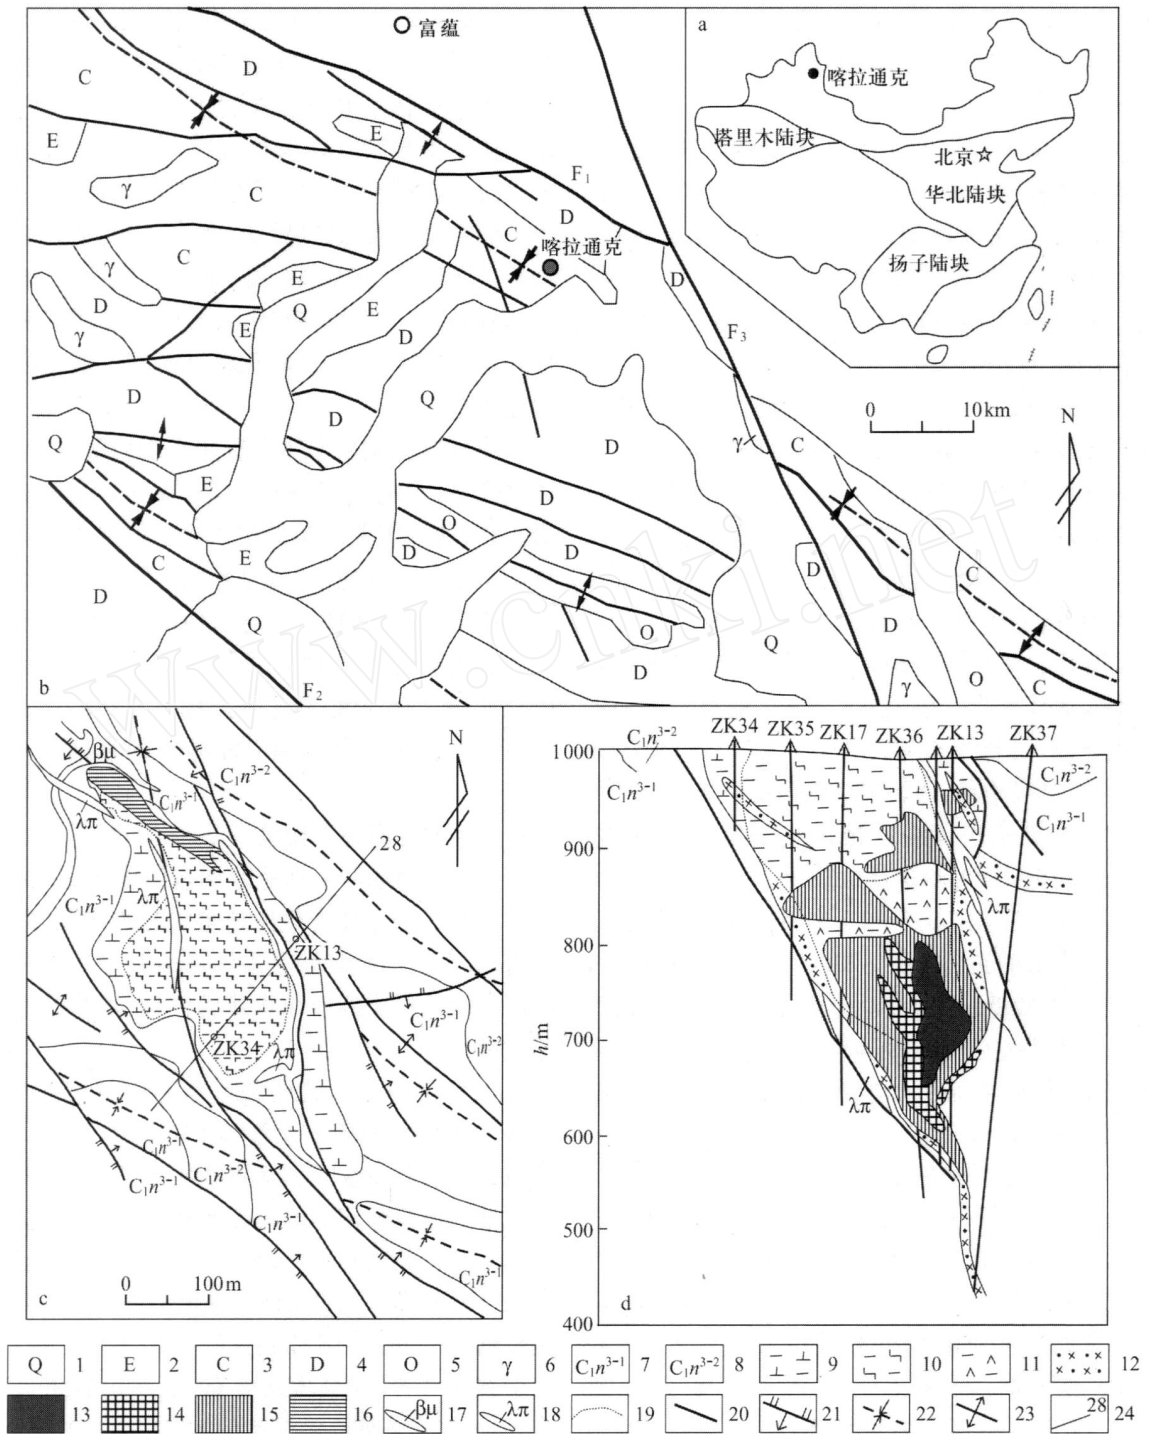 富蕴
C
D
E
E
F₁
γ
C
C
D
喀拉通克
C
γ
D
E
Q
E
D
γ
E
D
F₃
D
D
Q
D
Q
E
γ
C
D
O
D
D
E
C
D
C
D
Q
O
Q
D
D
γ
O
C
b
F₂
0 10km
N
www.cnki.net
a
喀拉通克
塔里木陆块
北京
华北陆块
扬子陆块
N
βμ
C₁n³⁻²
C₁n³⁻¹
λπ
28
C₁n³⁻¹
λπ
ZK13
C₁n³⁻¹
C₁n³⁻²
ZK34
λπ
C₁n³⁻¹
C₁n³⁻¹
C₁n³⁻²
C₁n³⁻¹
C₁n³⁻¹
0 100m
c
ZK34 ZK35 ZK17 ZK36 ZK13 ZK37
C₁n³⁻²
C₁n³⁻¹
C₁n³⁻²
C₁n³⁻¹
1000
900
800
700
600
500
400
h/m
λπ
λπ
d
Q 1 E 2 C 3 D 4 O 5 γ 6 C₁n³⁻¹ 7 C₁n³⁻² 8 9 10 11 12
13 14 15 16 βμ 17 λπ 18 19 20 21 22 23 28 24